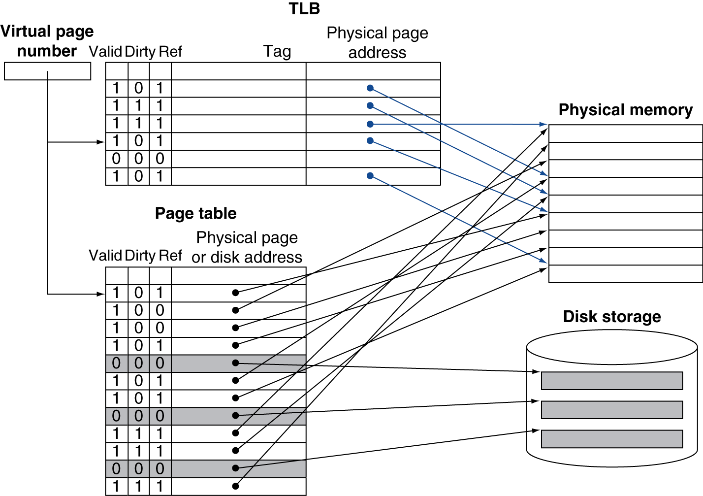 TLB
Virtual page
number
Valid Dirty Ref
Tag
Physical page
address
1 0 1
1 1 1
1 1 1
1 0 1
0 0 0
1 0 1
Physical memory
Page table
Valid Dirty Ref
Physical page
or disk address
1 0 1
1 0 0
1 0 0
1 0 1
0 0 0
1 0 1
1 0 1
0 0 0
1 1 1
1 1 1
0 0 0
1 1 1
Disk storage